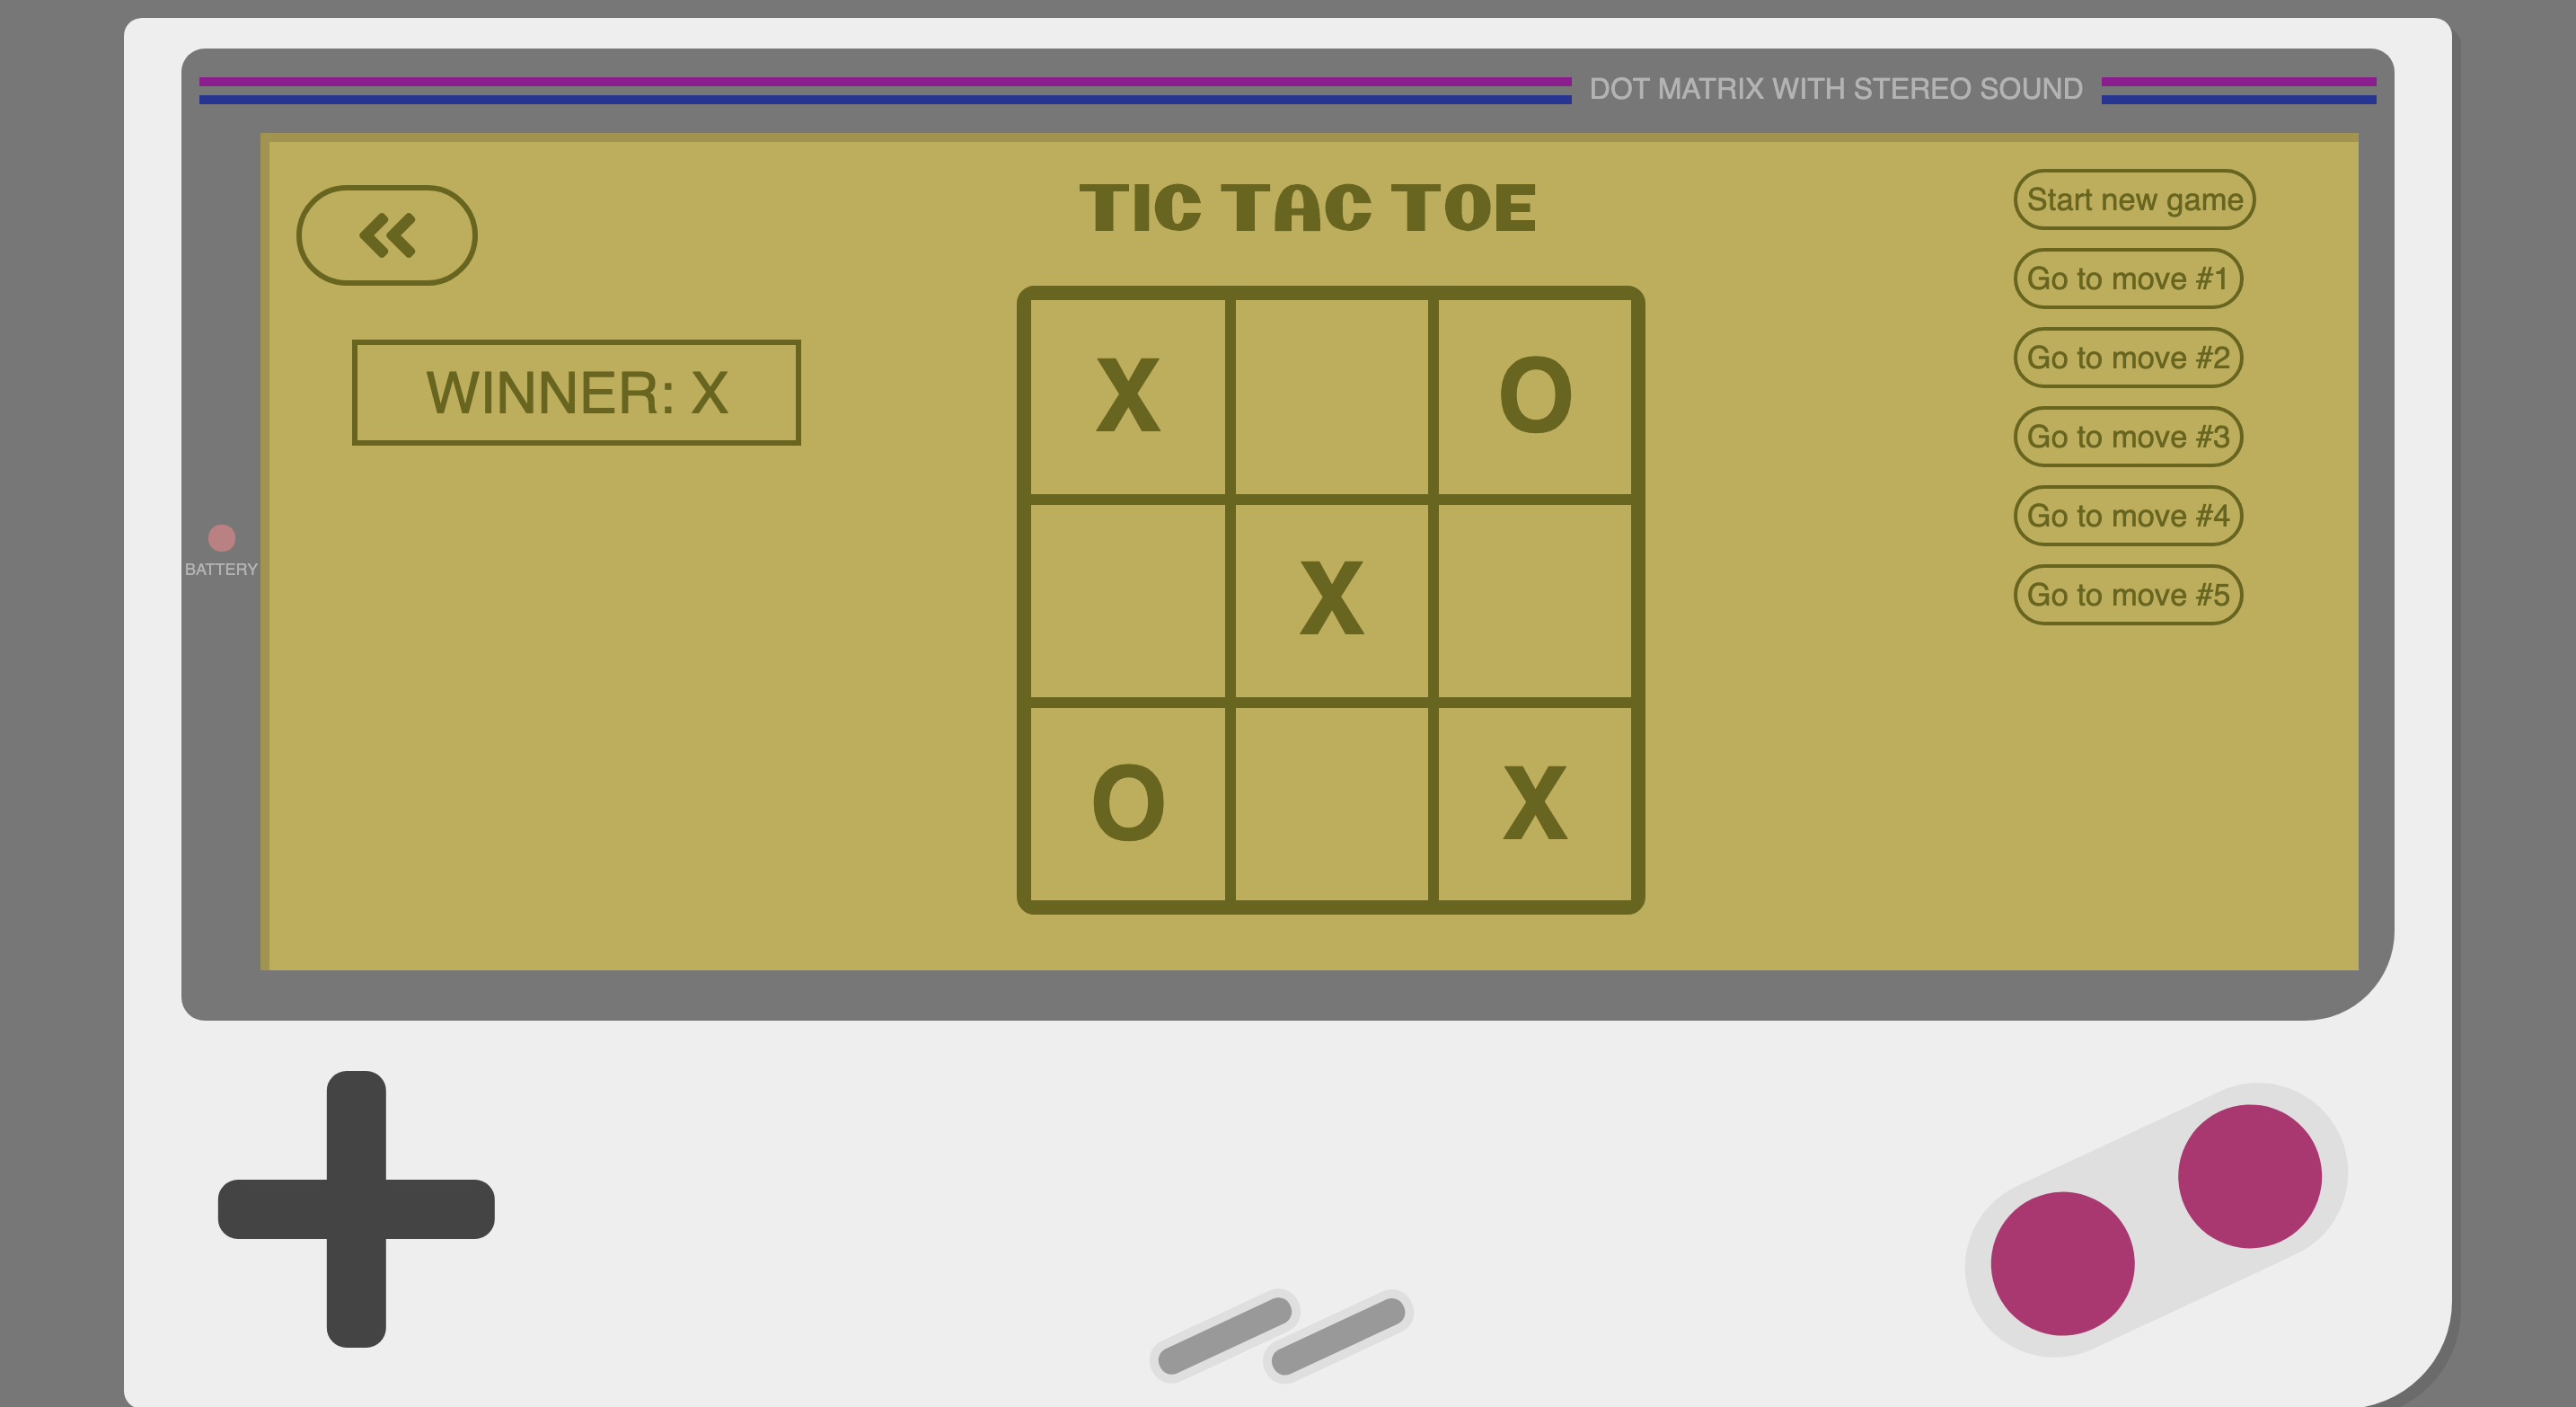 DOT MATRIX WITH STEREO SOUND
TIC TAC TOE
WINNER: X
X O
X
O X
Start new game
Go to move #1
Go to move #2
Go to move #3
Go to move #4
Go to move #5
BATTERY